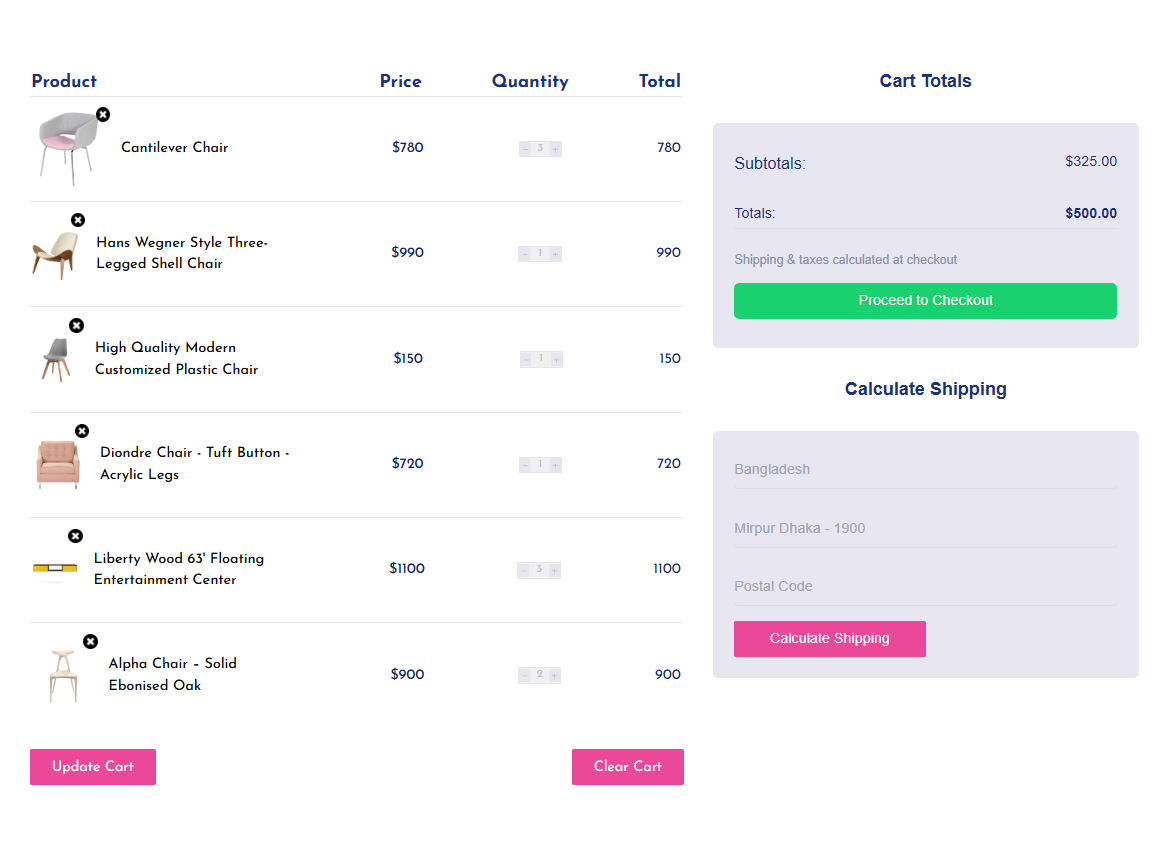 Product Price Quantity Total
Cantilever Chair $780 − 3 + 780
Hans Wegner Style Three-
Legged Shell Chair
$990 − 1 + 990
High Quality Modern
Customized Plastic Chair
$150 − 1 + 150
Diondre Chair - Tuft Button -
Acrylic Legs
$720 − 1 + 720
Liberty Wood 63' Floating
Entertainment Center
$1100 − 3 + 1100
Alpha Chair – Solid
Ebonised Oak
$900 − 2 + 900
Update Cart Clear Cart
Cart Totals
Subtotals: $325.00
Totals: $500.00
Shipping & taxes calculated at checkout
Proceed to Checkout
Calculate Shipping
Bangladesh
Mirpur Dhaka - 1900
Postal Code
Calculate Shipping